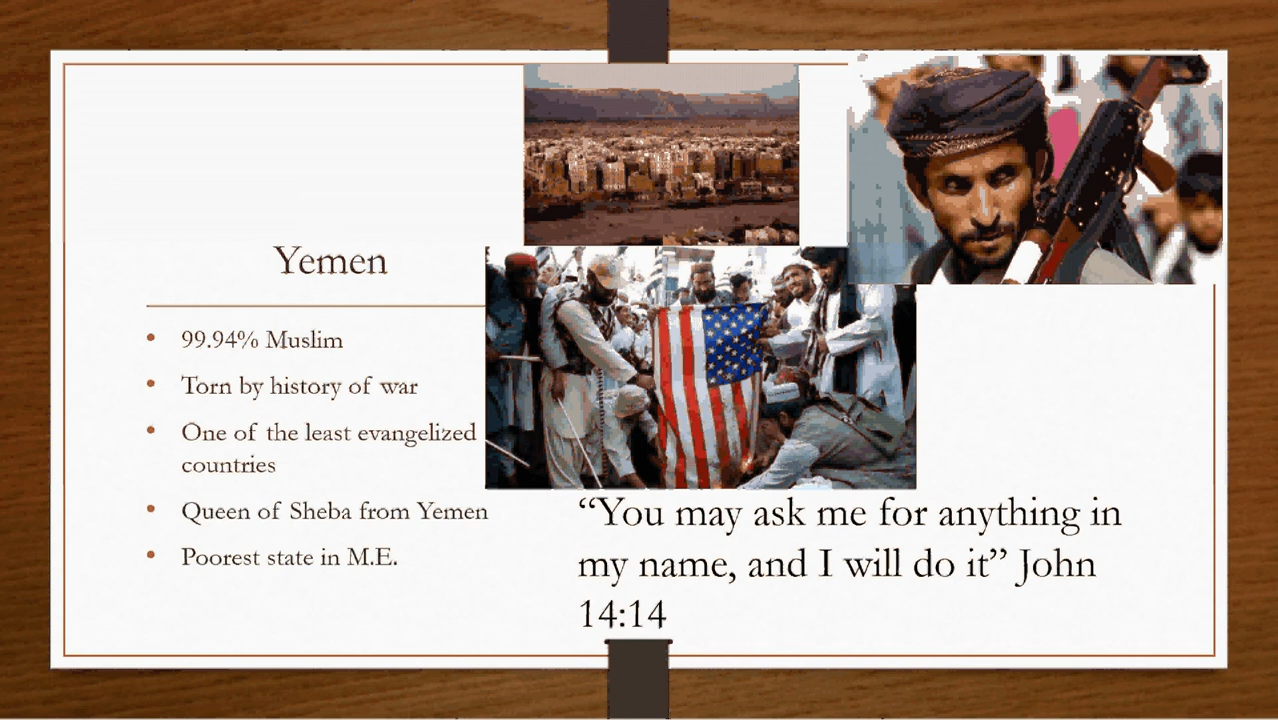 Yemen
99.94% Muslim
Torn by history of war
One of the least evangelized
countries
Queen of Sheba from Yemen
Poorest state in M.E.
“You may ask me for anything in
my name, and I will do it” John
14:14